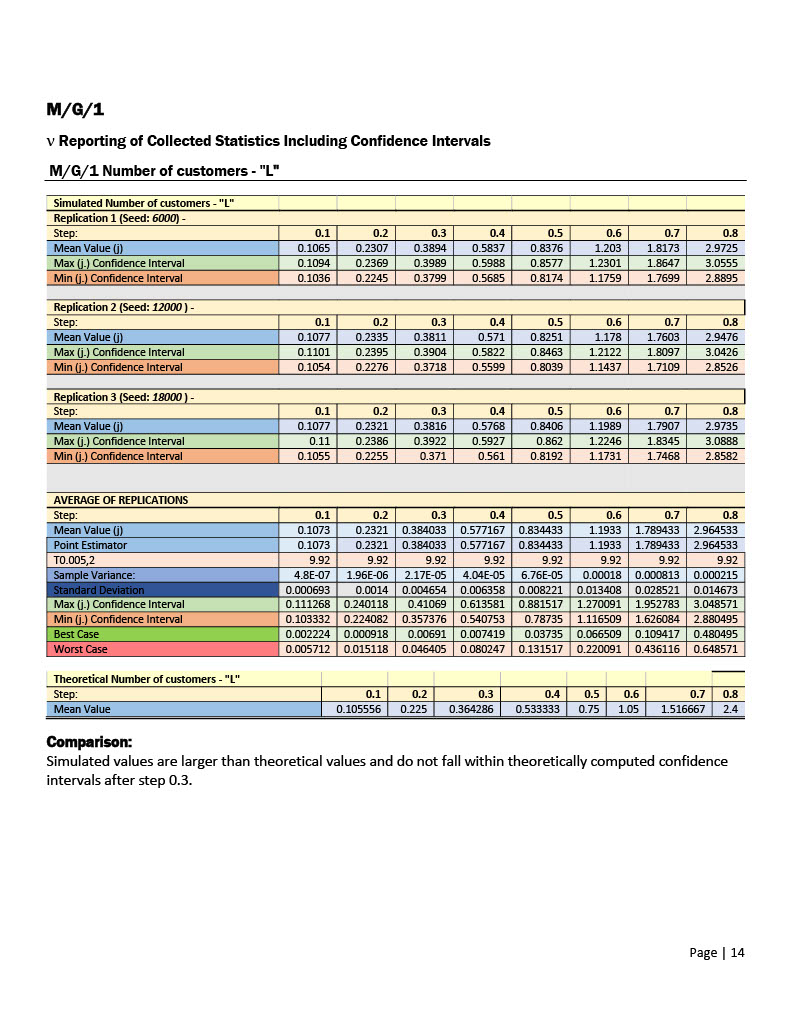 M/G/1
ν Reporting of Collected Statistics Including Confidence Intervals
M/G/1 Number of customers - "L"
Simulated Number of customers - "L"
Replication 1 (Seed: 6000) -
Step: 0.1 0.2 0.3 0.4 0.5 0.6 0.7 0.8
Mean Value (j) 0.1065 0.2307 0.3894 0.5837 0.8376 1.203 1.8173 2.9725
Max (j.) Confidence Interval 0.1094 0.2369 0.3989 0.5988 0.8577 1.2301 1.8647 3.0555
Min (j.) Confidence Interval 0.1036 0.2245 0.3799 0.5685 0.8174 1.1759 1.7699 2.8895
Replication 2 (Seed: 12000 ) -
Step: 0.1 0.2 0.3 0.4 0.5 0.6 0.7 0.8
Mean Value (j) 0.1077 0.2335 0.3811 0.571 0.8251 1.178 1.7603 2.9476
Max (j.) Confidence Interval 0.1101 0.2395 0.3904 0.5822 0.8463 1.2122 1.8097 3.0426
Min (j.) Confidence Interval 0.1054 0.2276 0.3718 0.5599 0.8039 1.1437 1.7109 2.8526
Replication 3 (Seed: 18000 ) -
Step: 0.1 0.2 0.3 0.4 0.5 0.6 0.7 0.8
Mean Value (j) 0.1077 0.2321 0.3816 0.5768 0.8406 1.1989 1.7907 2.9735
Max (j.) Confidence Interval 0.11 0.2386 0.3922 0.5927 0.862 1.2246 1.8345 3.0888
Min (j.) Confidence Interval 0.1055 0.2255 0.371 0.561 0.8192 1.1731 1.7468 2.8582
AVERAGE OF REPLICATIONS
Step: 0.1 0.2 0.3 0.4 0.5 0.6 0.7 0.8
Mean Value (j) 0.1073 0.2321 0.384033 0.577167 0.834433 1.1933 1.789433 2.964533
Point Estimator 0.1073 0.2321 0.384033 0.577167 0.834433 1.1933 1.789433 2.964533
T0.005,2 9.92 9.92 9.92 9.92 9.92 9.92 9.92 9.92
Sample Variance: 4.8E-07 1.96E-06 2.17E-05 4.04E-05 6.76E-05 0.00018 0.000813 0.000215
Standard Deviation 0.000693 0.0014 0.004654 0.006358 0.008221 0.013408 0.028521 0.014673
Max (j.) Confidence Interval 0.111268 0.240118 0.41069 0.613581 0.881517 1.270091 1.952783 3.048571
Min (j.) Confidence Interval 0.103332 0.224082 0.357376 0.540753 0.78735 1.116509 1.626084 2.880495
Best Case 0.002224 0.000918 0.00691 0.007419 0.03735 0.066509 0.109417 0.480495
Worst Case 0.005712 0.015118 0.046405 0.080247 0.131517 0.220091 0.436116 0.648571
Theoretical Number of customers - "L"
Step: 0.1 0.2 0.3 0.4 0.5 0.6 0.7 0.8
Mean Value 0.105556 0.225 0.364286 0.533333 0.75 1.05 1.516667 2.4
Comparison:
Simulated values are larger than theoretical values and do not fall within theoretically computed confidence
intervals after step 0.3.
Page | 14